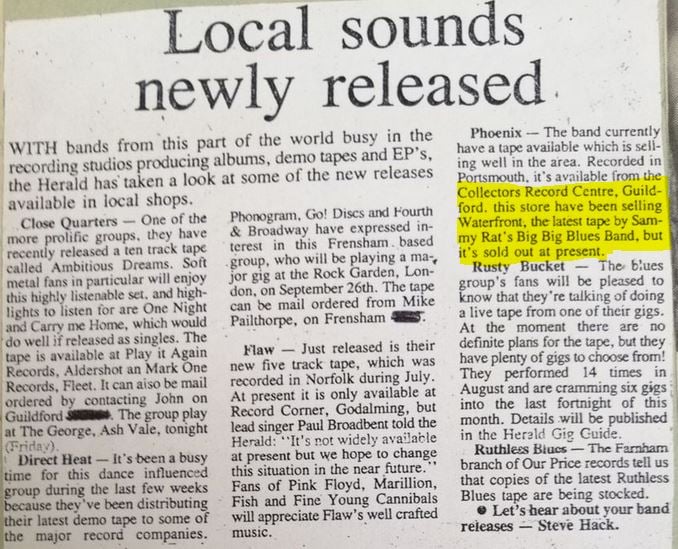 Local sounds
newly released
WITH bands from this part of the world busy in the
recording studios producing albums, demo tapes and EP's,
the Herald has taken a look at some of the new releases
available in local shops.
Close Quarters — One of the
more prolific groups, they have
recently released a ten track tape
called Ambitious Dreams. Soft
metal fans in particular will enjoy
this highly listenable set, and high-
lights to listen for are One Night
and Carry me Home, which would
do well if released as singles. The
tape is available at Play it Again
Records, Aldershot an Mark One
Records, Fleet. It can also be mail
ordered by contacting John on
Guildford
. The group play
at The George, Ash Vale, tonight
(Friday).
Direct Heat — It's been a busy
time for this dance influenced
group during the last few weeks
because they've been distributing
their latest demo tape to some of
the major record companies.
Phonogram, Go! Discs and Fourth
& Broadway have expressed in-
terest in this Frensham based
group, who will be playing a ma-
jor gig at the Rock Garden, Lon-
don, on September 26th. The tape
can be mail ordered from Mike
Pailthorpe, on Frensham
.
Flaw — Just released is their
new five track tape, which was
recorded in Norfolk during July.
At present it is only available at
Record Corner, Godalming, but
lead singer Paul Broadbent told the
Herald: "It's not widely available
at present but we hope to change
this situation in the near future."
Fans of Pink Floyd, Marillion,
Fish and Fine Young Cannibals
will appreciate Flaw's well crafted
music.
Phoenix — The band currently
have a tape available which is sell-
ing well in the area. Recorded in
Portsmouth, it's available from the
Collectors Record Centre, Guild-
ford. this store have been selling
Waterfront, the latest tape by Sam-
my Rat's Big Big Blues Band, but
it's sold out at present.
Rusty Bucket — The blues
group's fans will be pleased to
know that they're talking of doing
a live tape from one of their gigs.
At the moment there are no
definite plans for the tape, but they
have plenty of gigs to choose from!
They performed 14 times in
August and are cramming six gigs
into the last fortnight of this
month. Details will be published
in the Herald Gig Guide.
Ruthless Blues — The Farnham
branch of Our Price records tell us
that copies of the latest Ruthless
Blues tape are being stocked.
● Let's hear about your band
releases — Steve Hack.